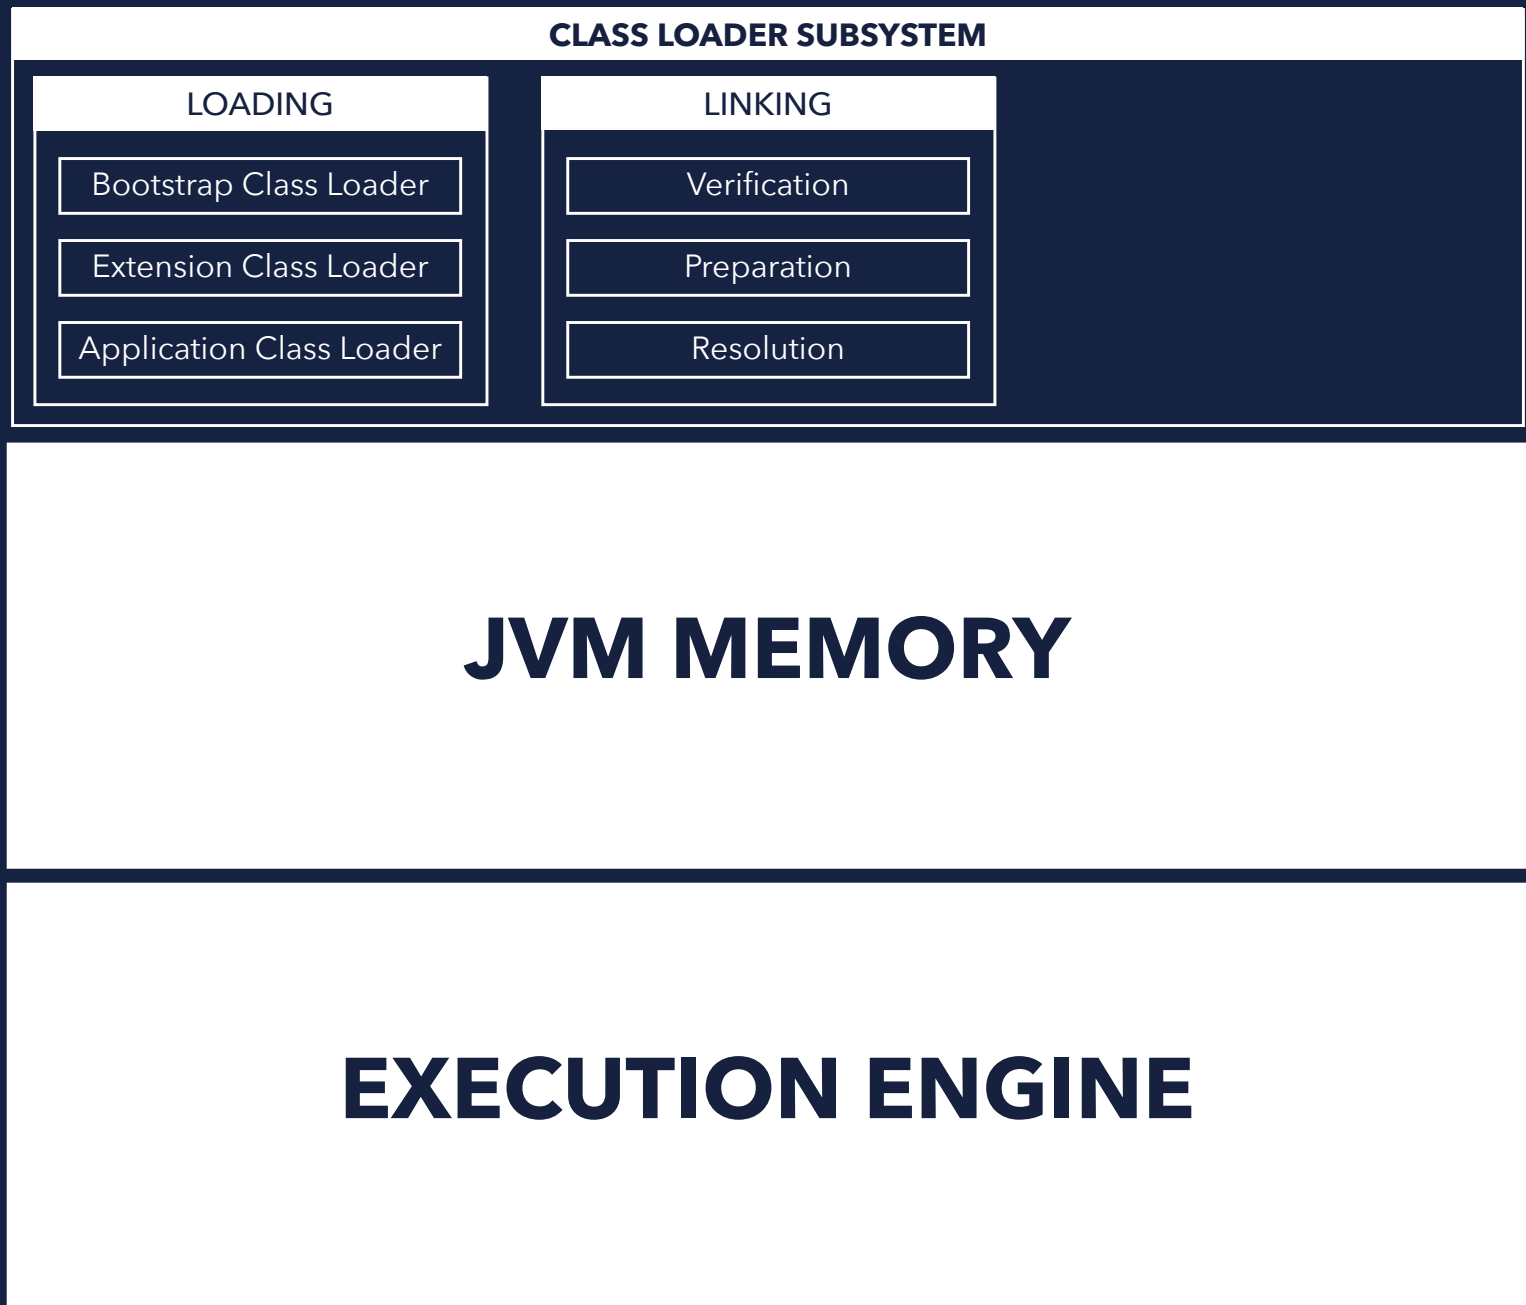 CLASS LOADER SUBSYSTEM
LOADING
Bootstrap Class Loader
Extension Class Loader
Application Class Loader
LINKING
Verification
Preparation
Resolution
JVM MEMORY
EXECUTION ENGINE